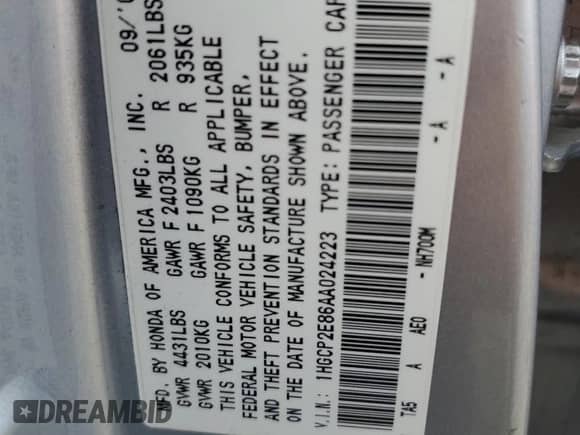 MFD. BY HONDA OF AMERICA MFG., INC. 09/'0
GVWR 4431LBS GAWR F 2403LBS R 2061LBS
GVWR 2010KG GAWR F 1090KG R 935KG
THIS VEHICLE CONFORMS TO ALL APPLICABLE
FEDERAL MOTOR VEHICLE SAFETY, BUMPER,
AND THEFT PREVENTION STANDARDS IN EFFECT
ON THE DATE OF MANUFACTURE SHOWN ABOVE.
V.I.N.: 1HGCP2E86AA024223 TYPE: PASSENGER CAR
TA5 A AE0 - NH700M - A - A
DREAMBID